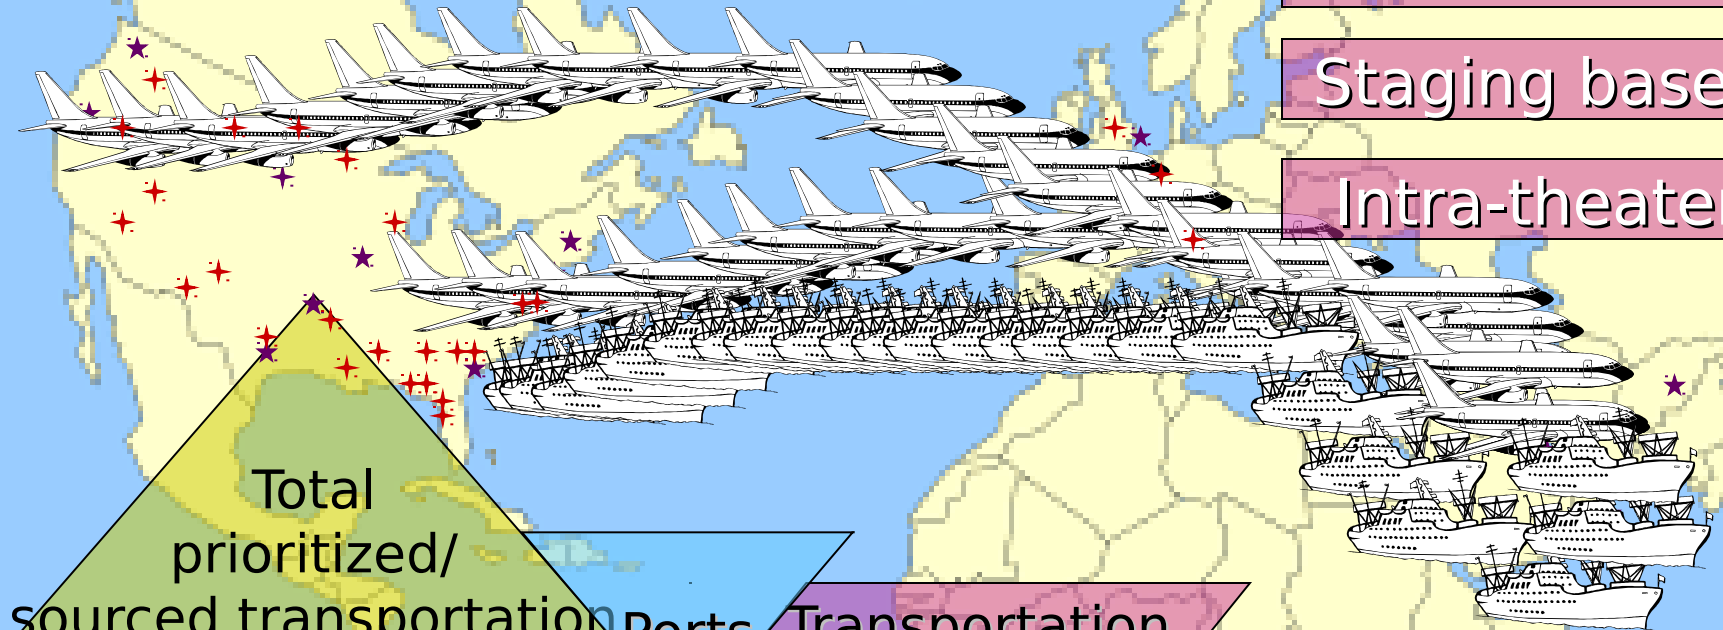 Staging base
Intra-theater
Total
prioritized/
sourced transportation
Ports
Transportation